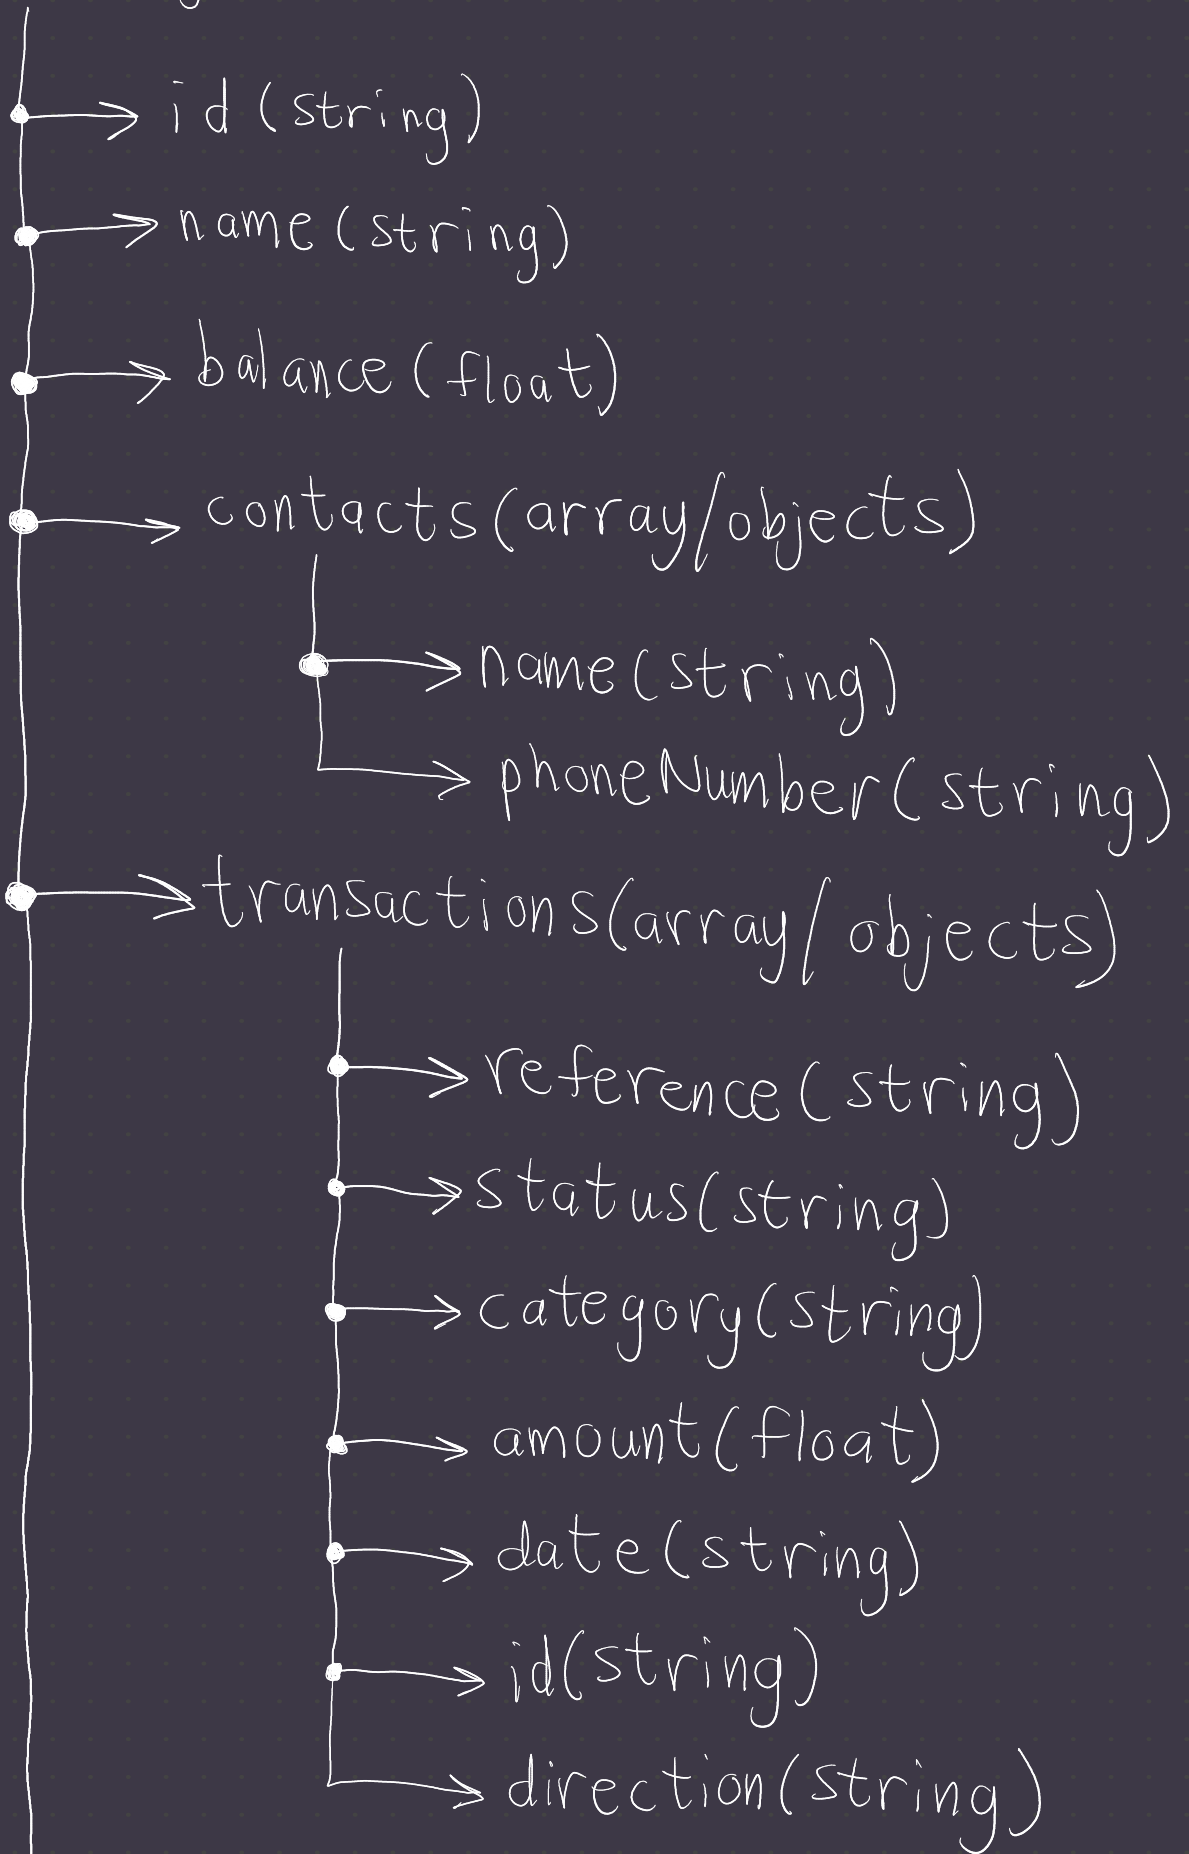 id (string)
name (string)
balance (float)
contacts (array/objects)
name (string)
phoneNumber (string)
transactions (array/ objects)
reference (string)
status (string)
category (string)
amount (float)
date (string)
id (string)
direction (string)